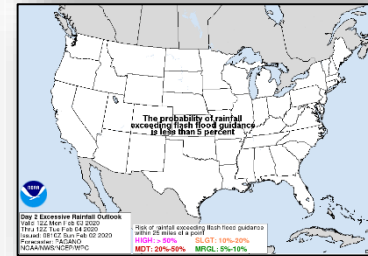 The probability of rainfall
exceeding flash flood guidance
is less than 5 percent
Day 2 Excessive Rainfall Outlook
Valid 12Z Mon Feb 03 2020
Thru 12Z Tue Feb 04 2020
Issued: 0810Z Sun Feb 02 2020
Forecaster: PAGANO
NOAA/NWS/NCEP/WPC
Risk of rainfall exceeding flash flood guidance
within 25 miles of a point
HIGH: > 50% SLGT: 10%-20%
MDT: 20%-50% MRGL: 5%-10%